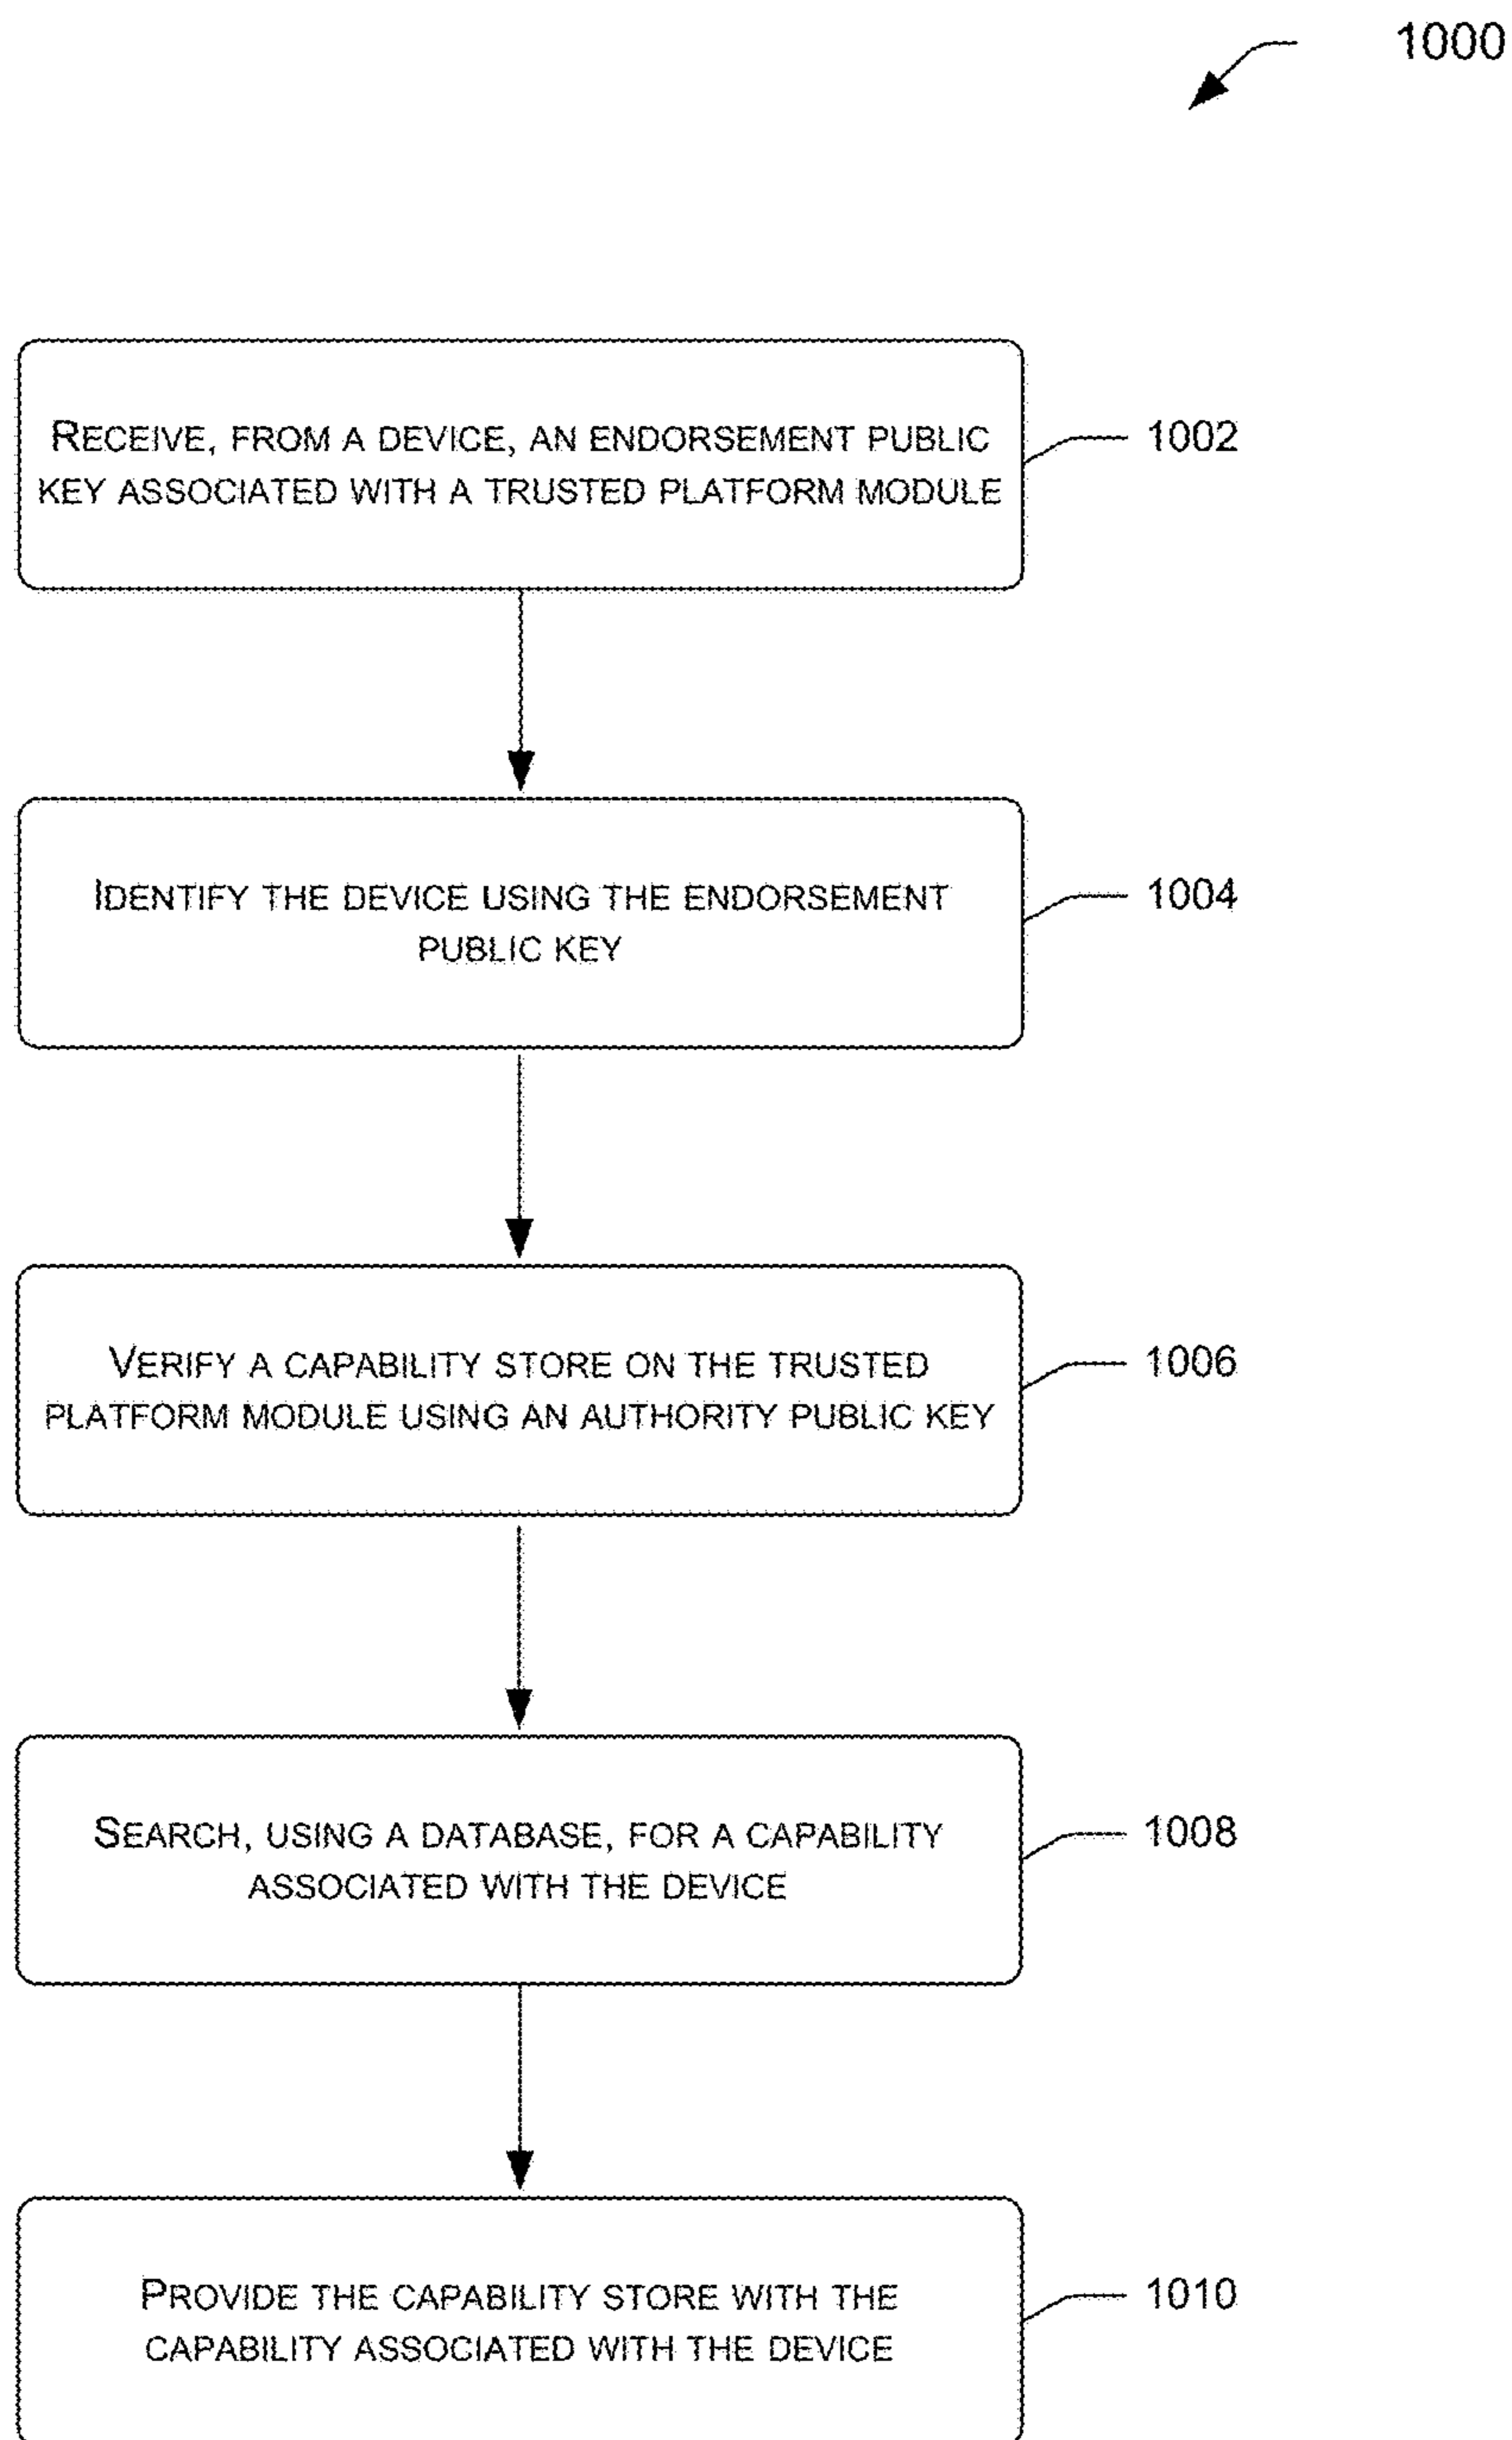 1000
RECEIVE, FROM A DEVICE, AN ENDORSEMENT PUBLIC
KEY ASSOCIATED WITH A TRUSTED PLATFORM MODULE
1002
IDENTIFY THE DEVICE USING THE ENDORSEMENT
PUBLIC KEY
1004
VERIFY A CAPABILITY STORE ON THE TRUSTED
PLATFORM MODULE USING AN AUTHORITY PUBLIC KEY
1006
SEARCH, USING A DATABASE, FOR A CAPABILITY
ASSOCIATED WITH THE DEVICE
1008
PROVIDE THE CAPABILITY STORE WITH THE
CAPABILITY ASSOCIATED WITH THE DEVICE
1010